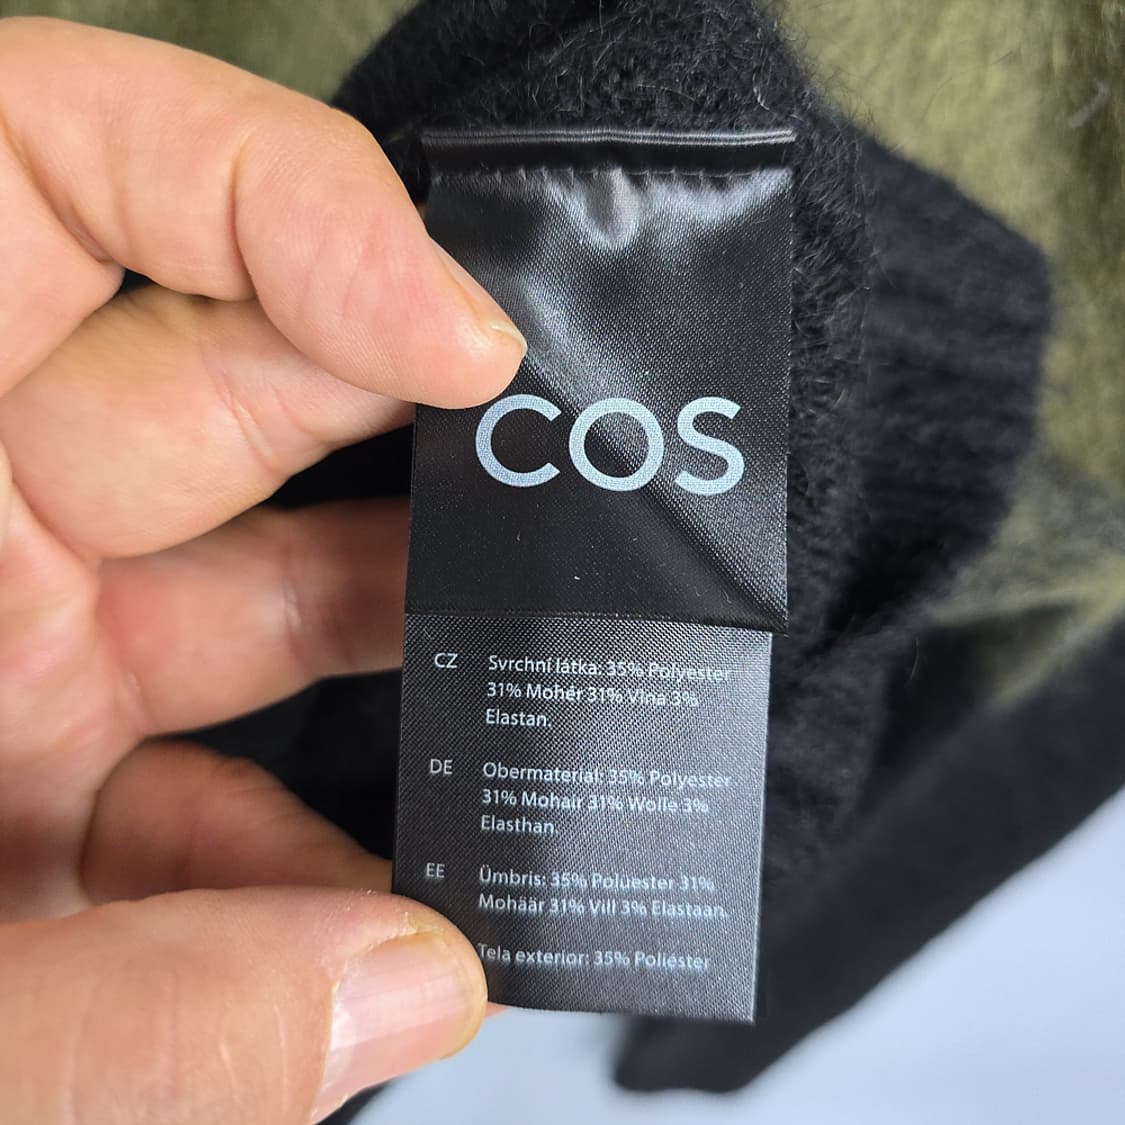 COS
CZ Svrchní látka: 35% Polyester
31% Mohér 31% Vlna 3%
Elastan.
DE Obermaterial: 35% Polyester
31% Mohair 31% Wolle 3%
Elasthan.
EE Ümbris: 35% Poluester 31%
Mohäär 31% Vill 3% Elastaan.
Tela exterior: 35% Poliéster